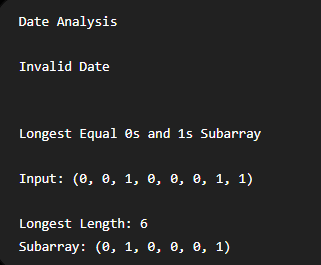 Date Analysis
Invalid Date
Longest Equal 0s and 1s Subarray
Input: (0, 0, 1, 0, 0, 0, 1, 1)
Longest Length: 6
Subarray: (0, 1, 0, 0, 0, 1)